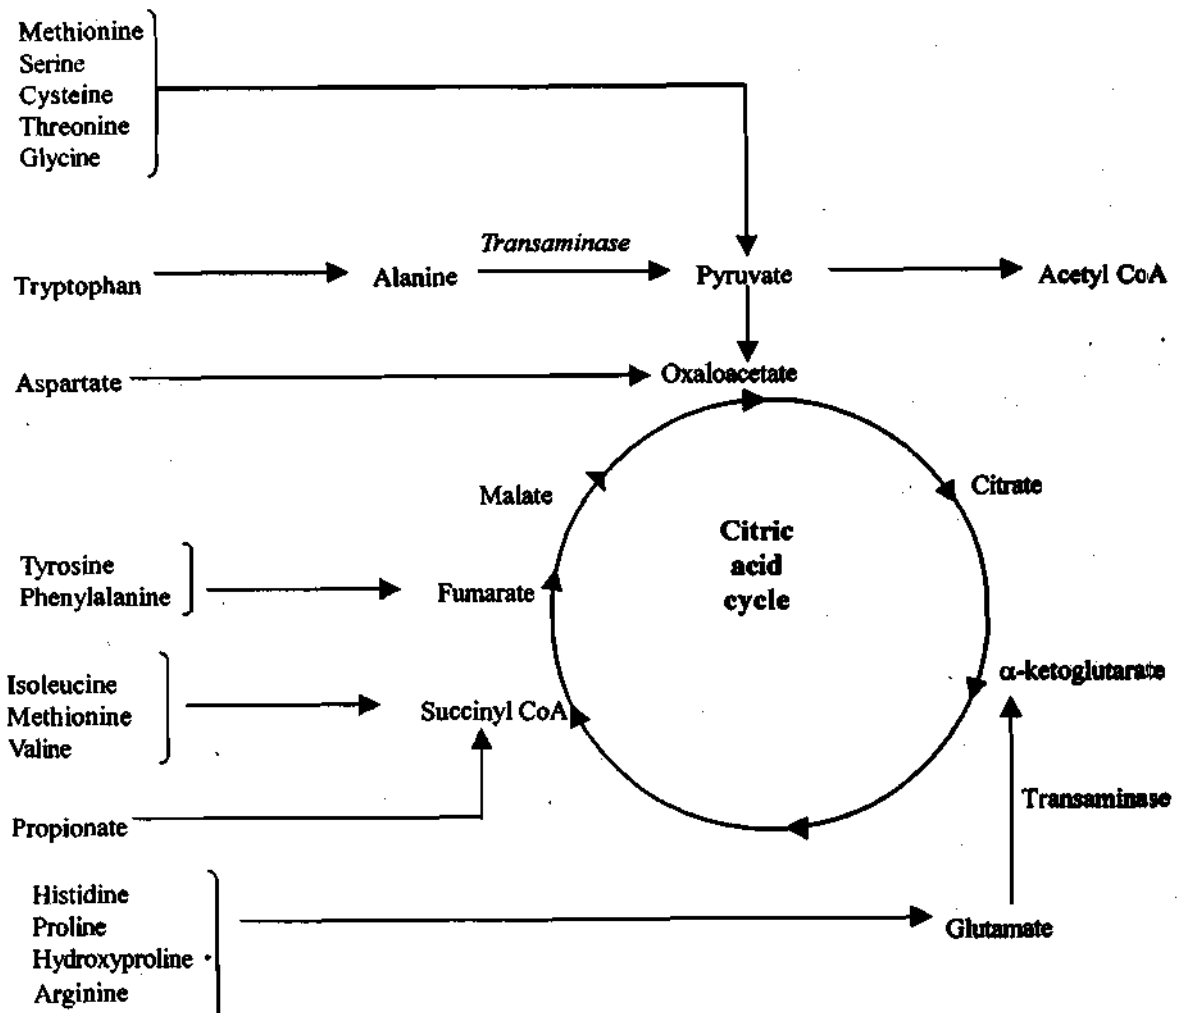 Methionine
Serine
Cysteine
Threonine
Glycine
Transaminase
Tryptophan
Alanine
Pyruvate
Acetyl CoA
Aspartate
Oxaloacetate
Malate
Citrate
Citric
acid
cycle
Tyrosine
Phenylalanine
Fumarate
α-ketoglutarate
Isoleucine
Methionine
Valine
Succinyl CoA
Transaminase
Propionate
Histidine
Proline
Hydroxyproline
Arginine
Glutamate